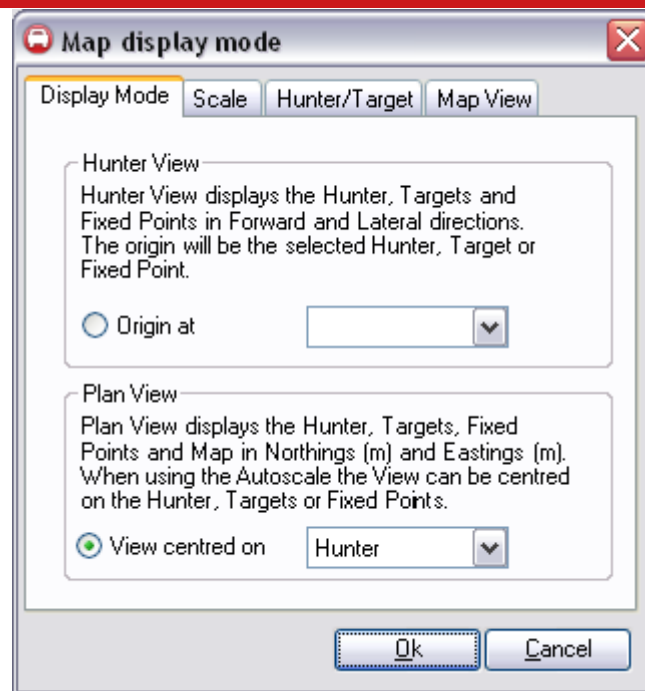 Map display mode
Display Mode
Scale
Hunter/Target
Map View
Hunter View
Hunter View displays the Hunter, Targets and
Fixed Points in Forward and Lateral directions.
The origin will be the selected Hunter, Target or
Fixed Point.
Origin at
Plan View
Plan View displays the Hunter, Targets, Fixed
Points and Map in Northings (m) and Eastings (m).
When using the Autoscale the View can be centred
on the Hunter, Targets or Fixed Points.
View centred on
Hunter
Ok
Cancel